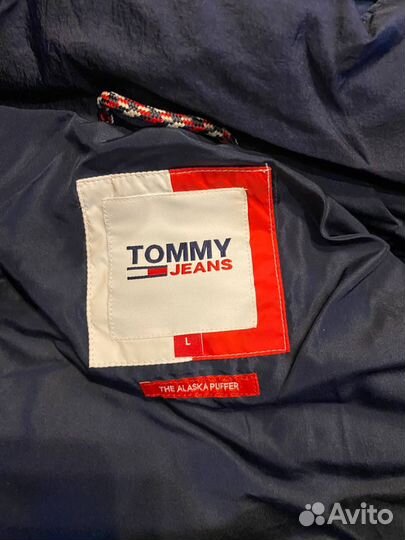 TOMMY
JEANS
L
THE ALASKA PUFFER
Avito